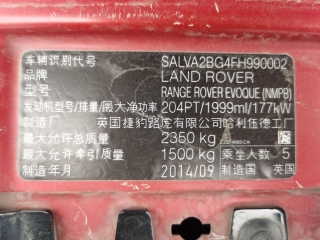 车辆识别代号 SALVA2BG4FH990002
品牌 LAND ROVER
型号 RANGE ROVER EVOQUE (NMPB)
发动机型号/排量/最大净功率 204PT/1999ml/177kW
制造厂 英国捷豹路虎有限公司哈利伍德工厂
最大允许总质量 2350 kg
最大允许牵引质量 1500 kg 乘坐人数 5
制造年月 2014/09 制造国 英国